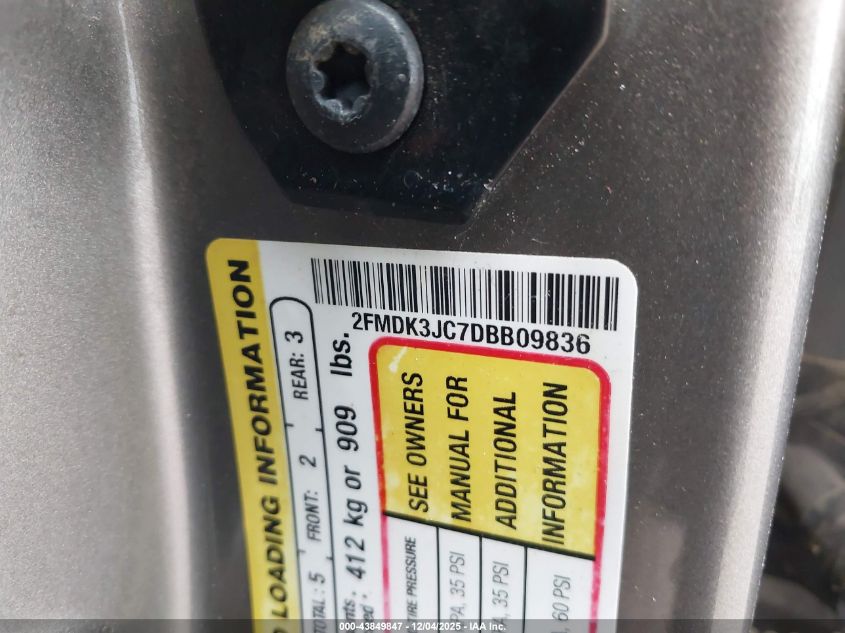 2FMDK3JC7DBB09836
LOADING INFORMATION
TOTAL: 5 FRONT: 2 REAR: 3
412 kg or 909 lbs.
SEE OWNERS
MANUAL FOR
ADDITIONAL
INFORMATION
PRESSURE
35 PSI
35 PSI
60 PSI
000-43849847 - 12/04/2025 - © IAA Inc.